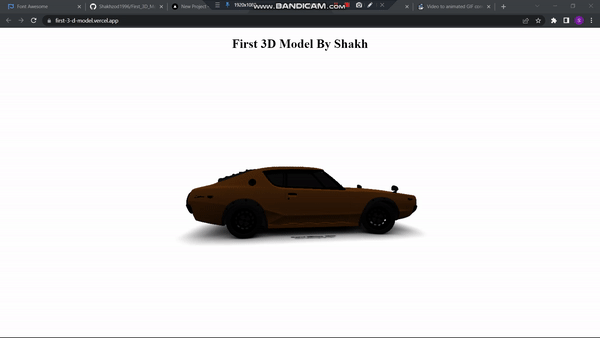 Font Awesome
Shakhzod1996/First_3D_M
New Project
1920x108
WWW.BANDICAM.COM
Video to animated GIF con
first-3-d-model.vercel.app
First 3D Model By Shakh